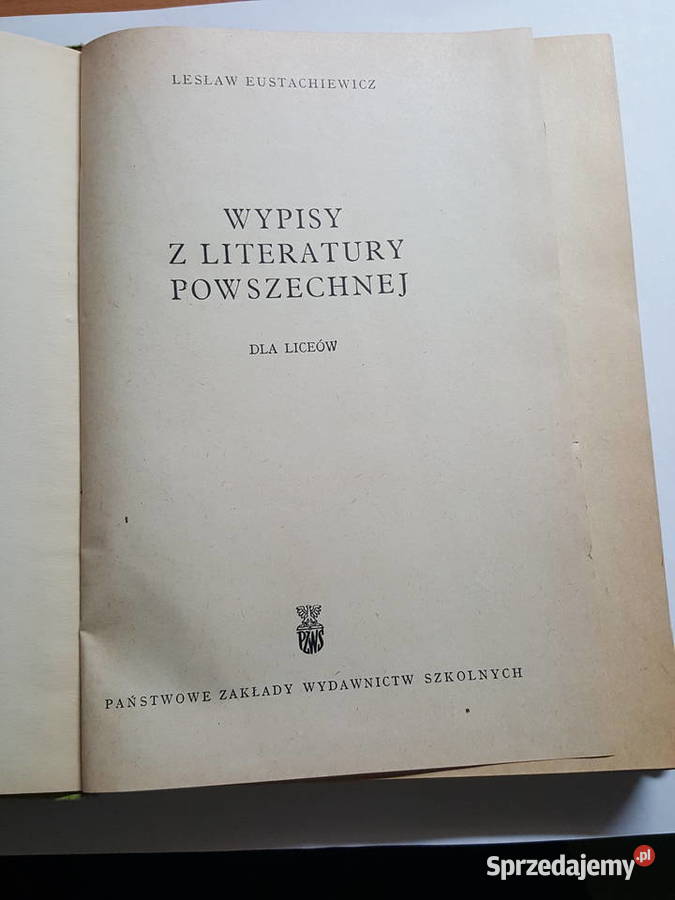 LESŁAW EUSTACHIEWICZ
WYPISY
Z LITERATURY
POWSZECHNEJ
DLA LICEÓW
PZWS
PAŃSTWOWE ZAKŁADY WYDAWNICTW SZKOLNYCH
Sprzedajemy.pl